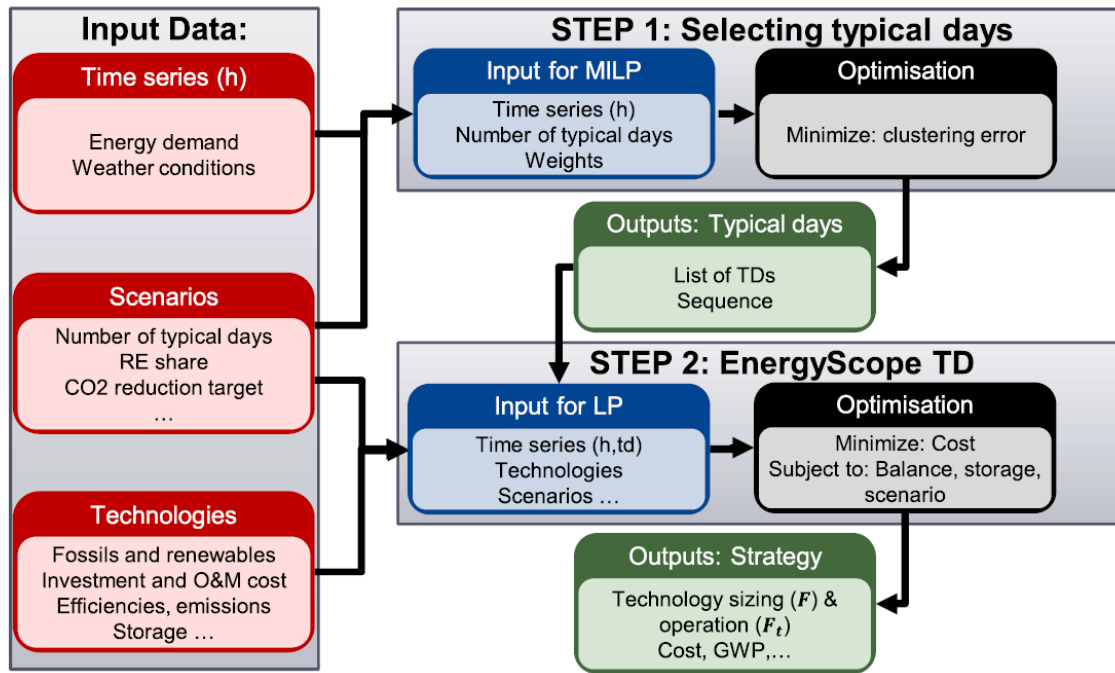 Input Data:
Time series (h)
Energy demand
Weather conditions
Scenarios
Number of typical days
RE share
CO2 reduction target
…
Technologies
Fossils and renewables
Investment and O&M cost
Efficiencies, emissions
Storage …
STEP 1: Selecting typical days
Input for MILP
Time series (h)
Number of typical days
Weights
Optimisation
Minimize: clustering error
Outputs: Typical days
List of TDs
Sequence
STEP 2: EnergyScope TD
Input for LP
Time series (h,td)
Technologies
Scenarios …
Optimisation
Minimize: Cost
Subject to: Balance, storage,
scenario
Outputs: Strategy
Technology sizing (F) &
operation (Fₜ)
Cost, GWP,…